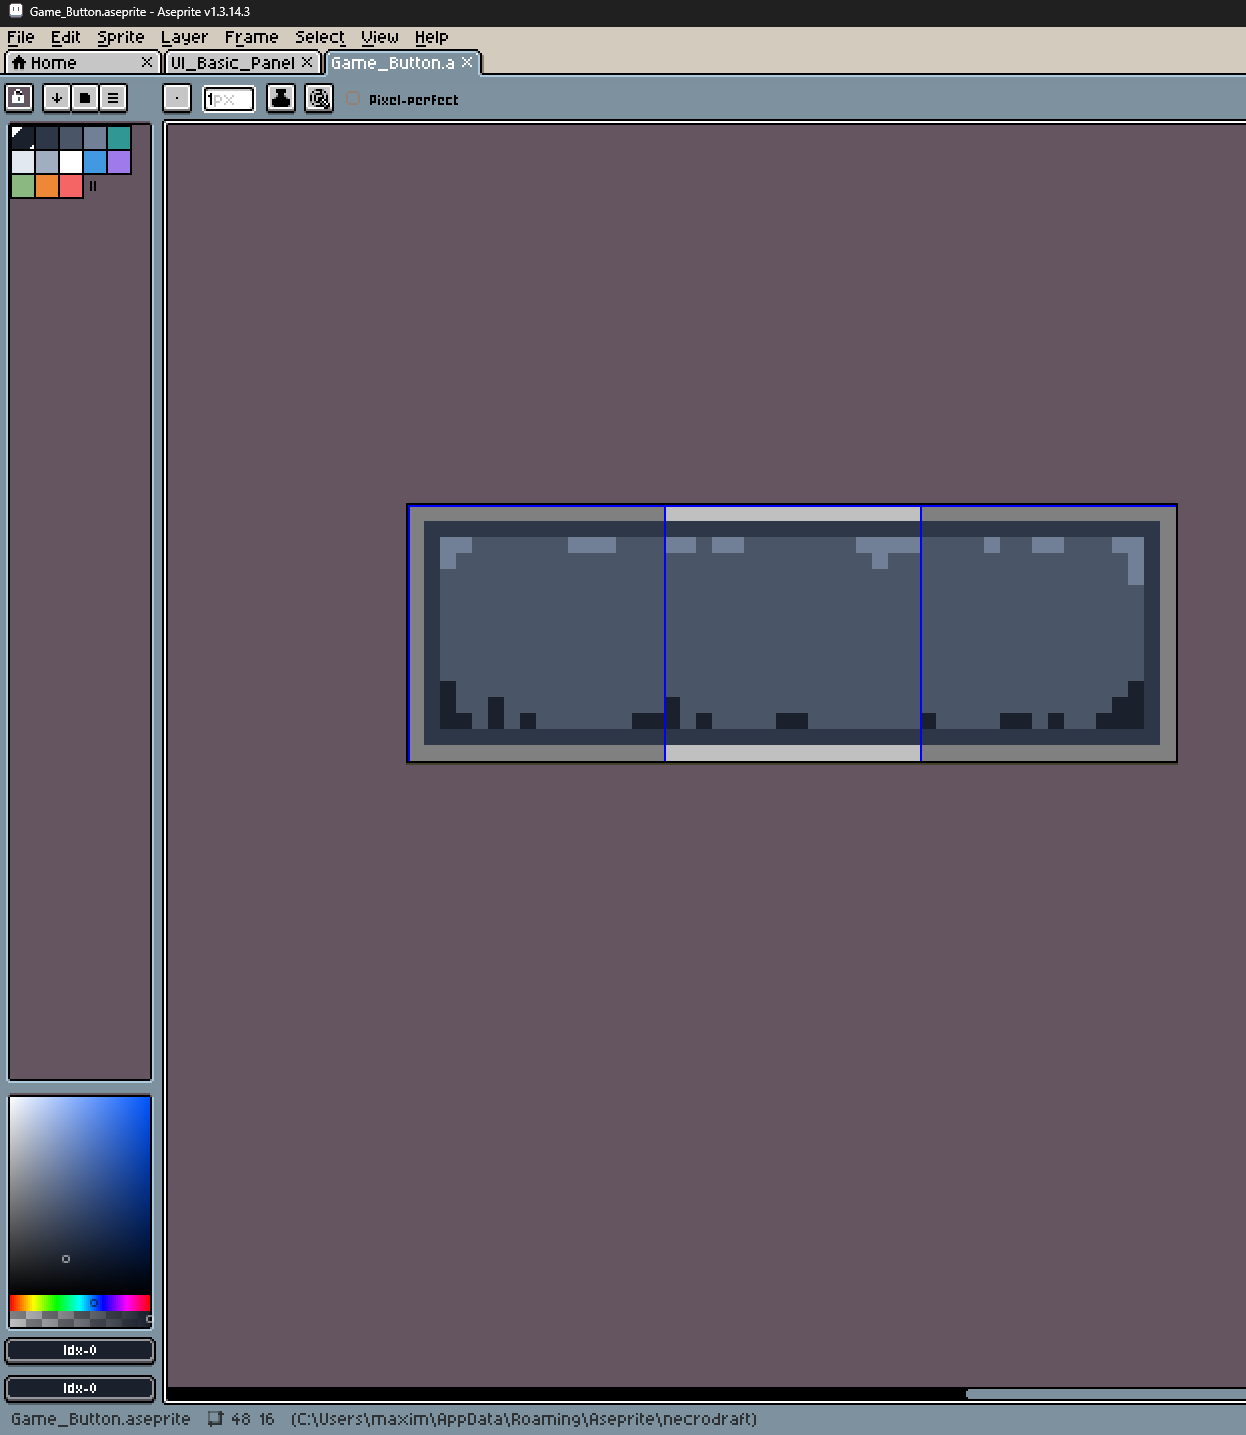 Game_Button.aseprite - Aseprite v1.3.14.3
File Edit Sprite Layer Frame Select View Help
Home UI_Basic_Panel Game_Button.a
1px Pixel-perfect
Idx-0
Idx-0
Game_Button.aseprite 48 16 (C:\Users\maxim\AppData\Roaming\Aseprite\necrodraft)